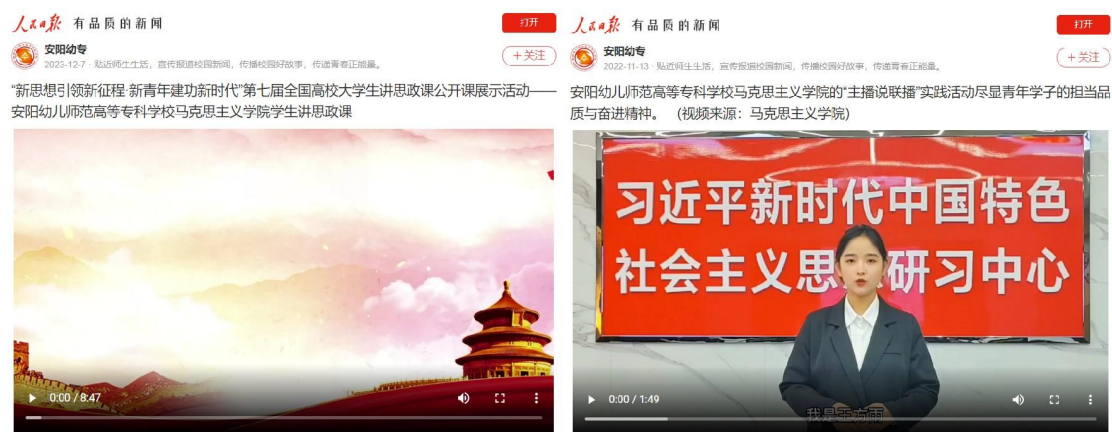 人民日报 有品质的新闻 打开
安阳幼专
2023-12-7 · 贴近师生生活，宣传报道校园新闻，传播校园好故事，传递青春正能量。
+关注
“新思想引领新征程·新青年建功新时代”第七届全国高校大学生讲思政课公开课展示活动——
安阳幼儿师范高等专科学校马克思主义学院学生讲思政课
0:00 / 8:47
人民日报 有品质的新闻 打开
安阳幼专
2022-11-13 · 贴近师生生活，宣传报道校园新闻，传播校园好故事，传递青春正能量。
+关注
安阳幼儿师范高等专科学校马克思主义学院的“主播说联播”实践活动尽显青年学子的担当品
质与奋进精神。 （视频来源：马克思主义学院）
习近平新时代中国特色
社会主义思 研习中心
我是王方雨
0:00 / 1:49